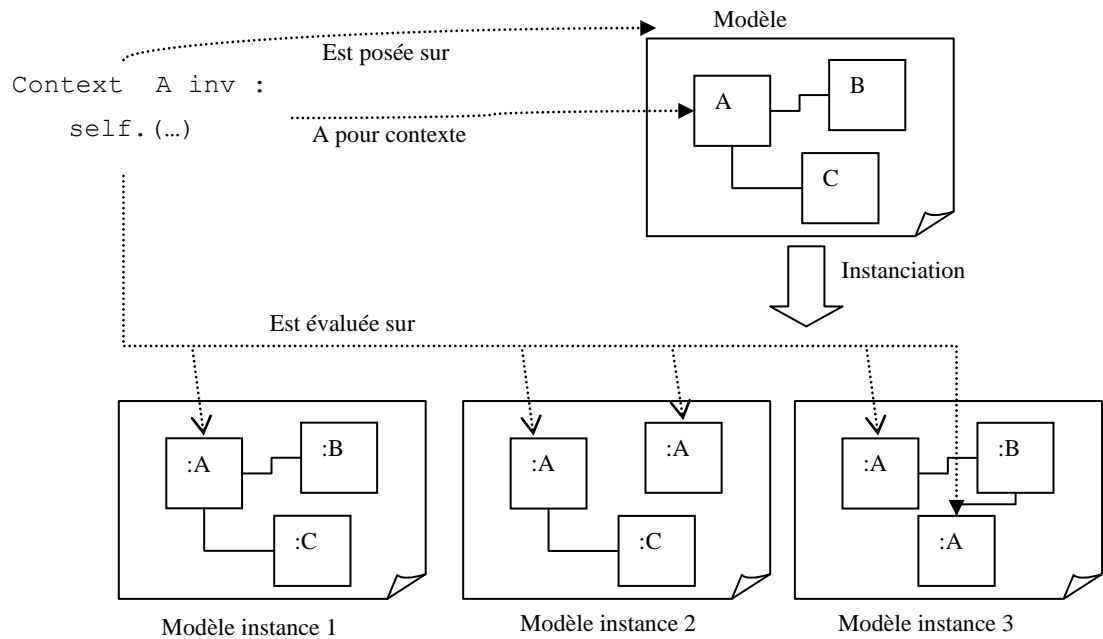 Modèle
Est posée sur
Context A inv :
self.(…)
A pour contexte
A
B
C
Instanciation
Est évaluée sur
:A
:B
:C
:A
:A
:C
:A
:B
:A
Modèle instance 1
Modèle instance 2
Modèle instance 3